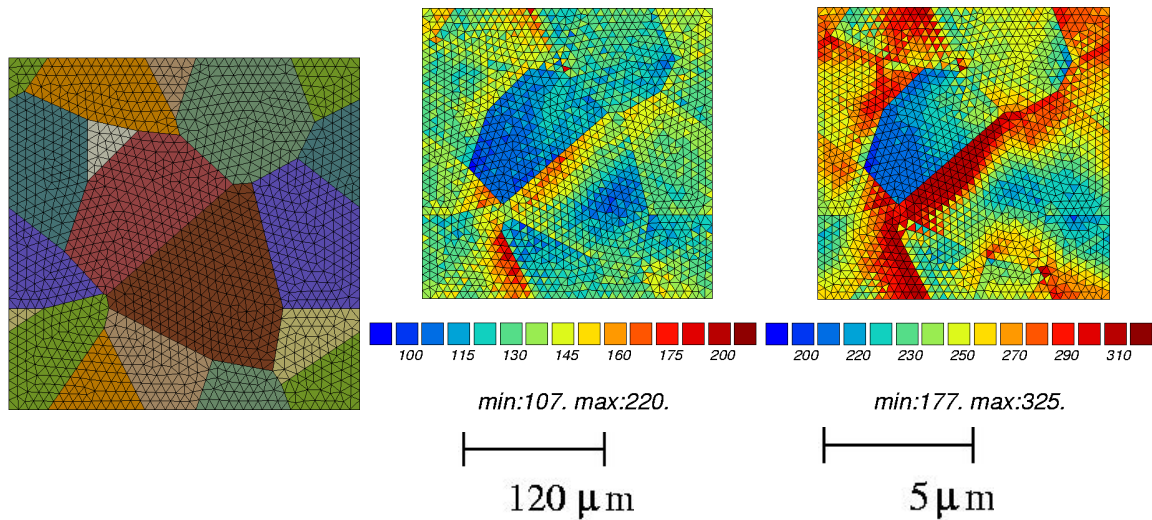 100 115 130 145 160 175 200
200 220 230 250 270 290 310
min:107. max:220.
min:177. max:325.
120 μm
5 μm